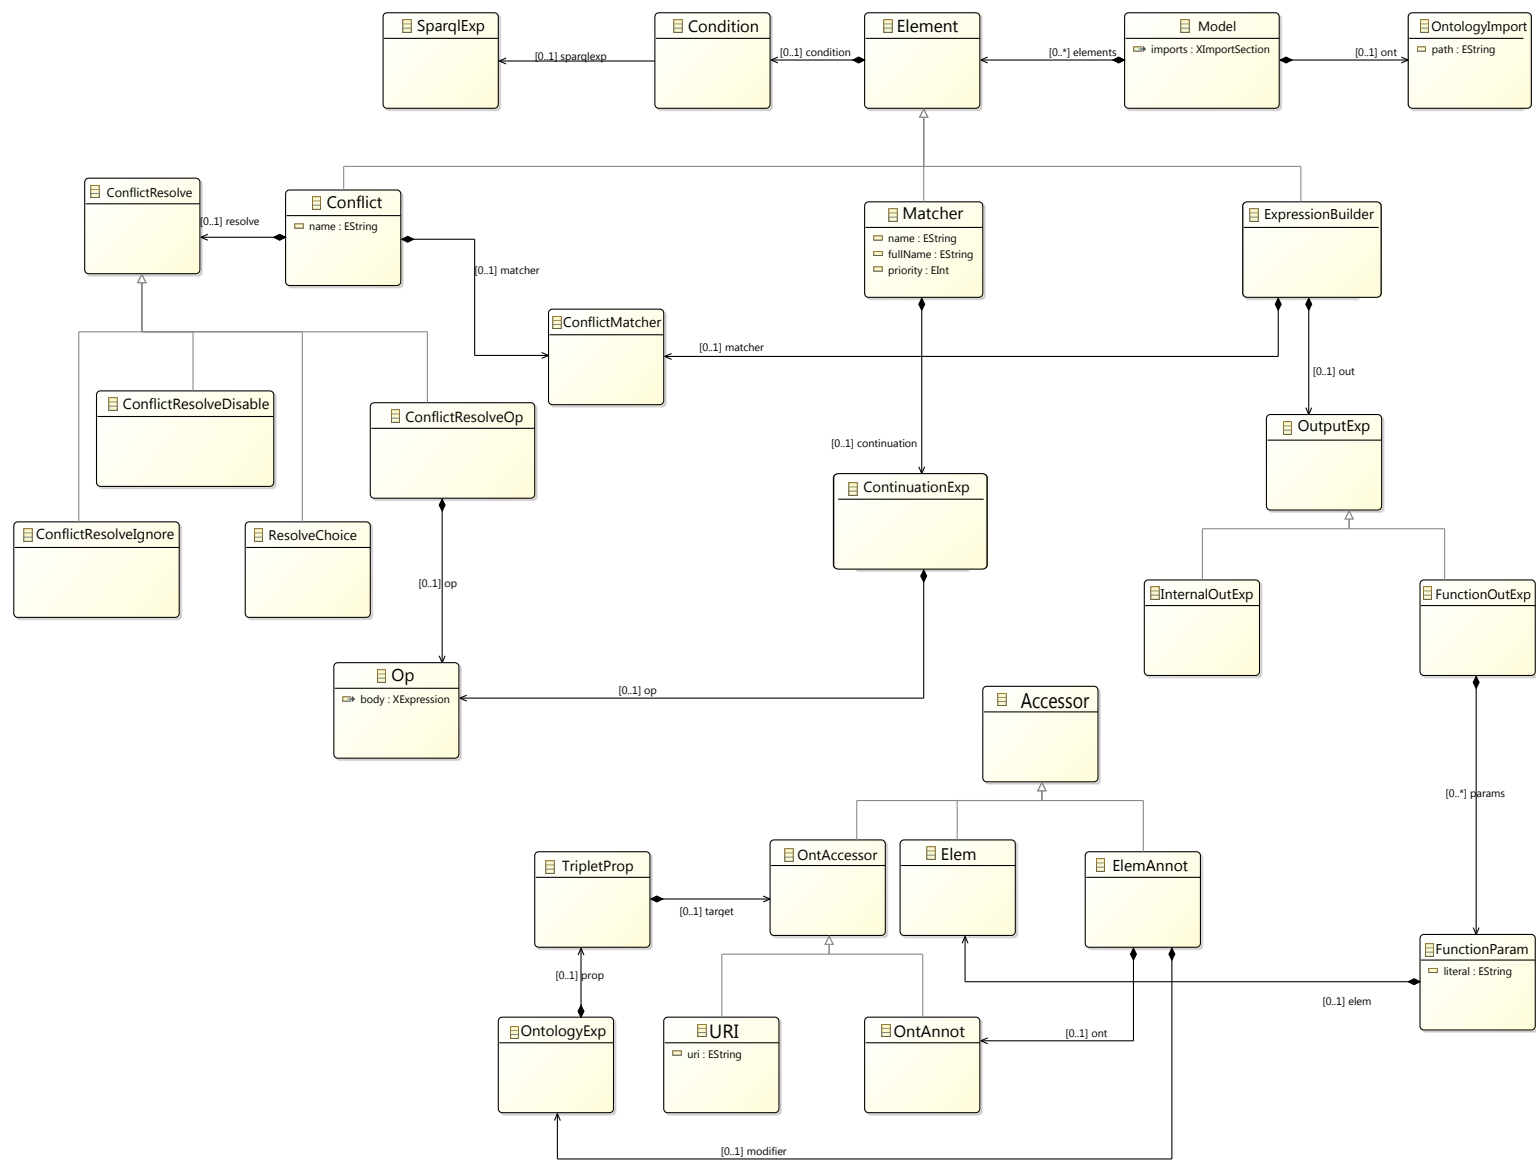 SparqlExp
Condition
Element
Model
imports : XImportSection
OntologyImport
path : EString
[0..1] sparqlexp
[0..1] condition
[0..*] elements
[0..1] ont
ConflictResolve
[0..1] resolve
Conflict
name : EString
Matcher
name : EString
fullName : EString
priority : EInt
ExpressionBuilder
[0..1] matcher
ConflictMatcher
[0..1] matcher
[0..1] out
ConflictResolveDisable
ConflictResolveOp
OutputExp
[0..1] continuation
ContinuationExp
ConflictResolveIgnore
ResolveChoice
[0..1] op
InternalOutExp
FunctionOutExp
Op
body : XExpression
[0..1] op
Accessor
[0..*] params
TripletProp
OntAccessor
Elem
ElemAnnot
[0..1] target
FunctionParam
literal : EString
[0..1] prop
[0..1] elem
OntologyExp
URI
uri : EString
OntAnnot
[0..1] ont
[0..1] modifier